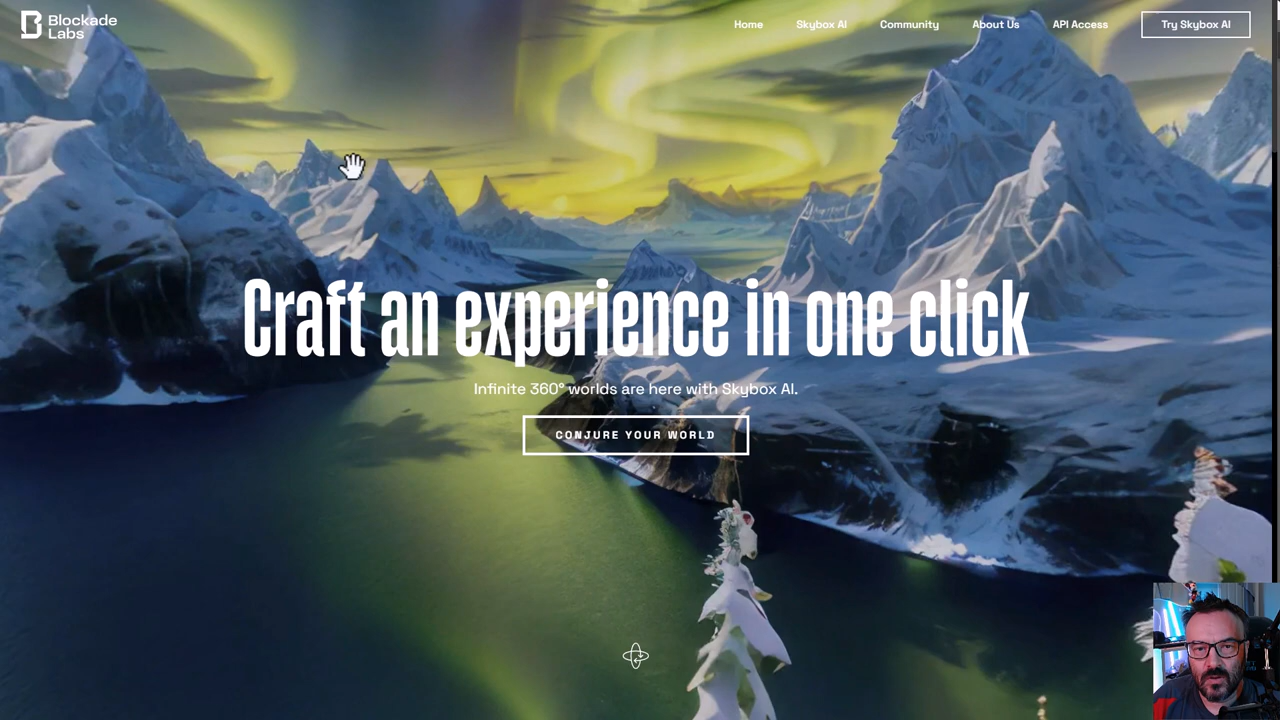 Blockade
Labs
Home
Skybox AI
Community
About Us
API Access
Try Skybox AI
Craft an experience in one click
Infinite 360° worlds are here with Skybox AI.
CONJURE YOUR WORLD